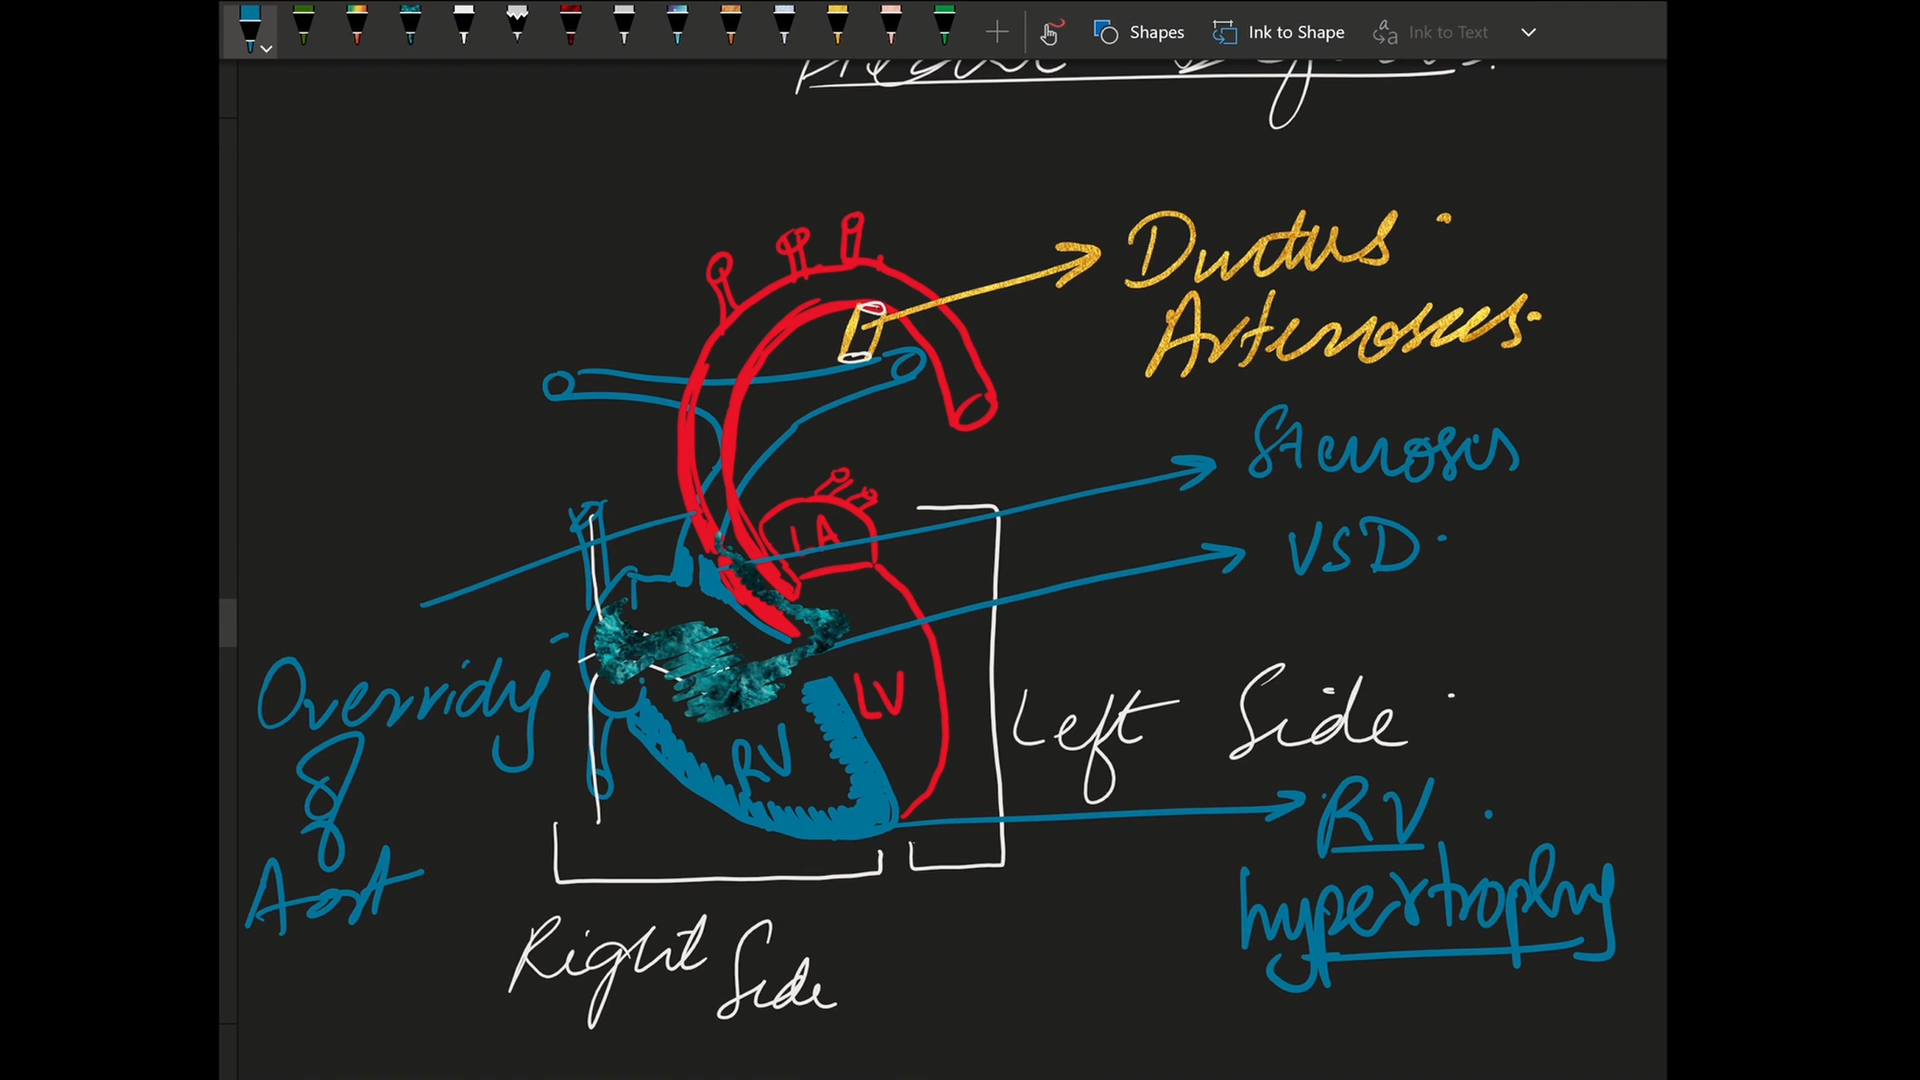 Shapes
Ink to Shape
Ink to Text
Ductus
Arteriosus
Stenosis
VSD
LA
LV
RV
Left Side
Overriding
of
Aort
RV
hypertrophy
Right Side